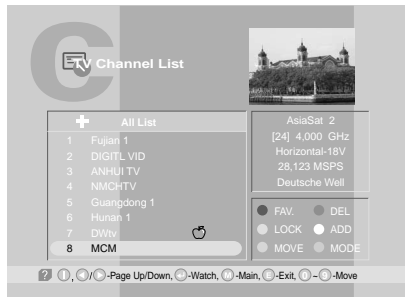 TV Channel List
All List
1 Fujian 1
2 DIGITL VID
3 ANHUI TV
4 NMCHTV
5 Guangdong 1
6 Hunan 1
7 DWtv
8 MCM
AsiaSat 2
[24] 4,000 GHz
Horizontal-18V
28,123 MSPS
Deutsche Well
FAV. DEL
LOCK ADD
MOVE MODE
? , / -Page Up/Down, -Watch, M -Main, E -Exit, 0 ~ 9 -Move